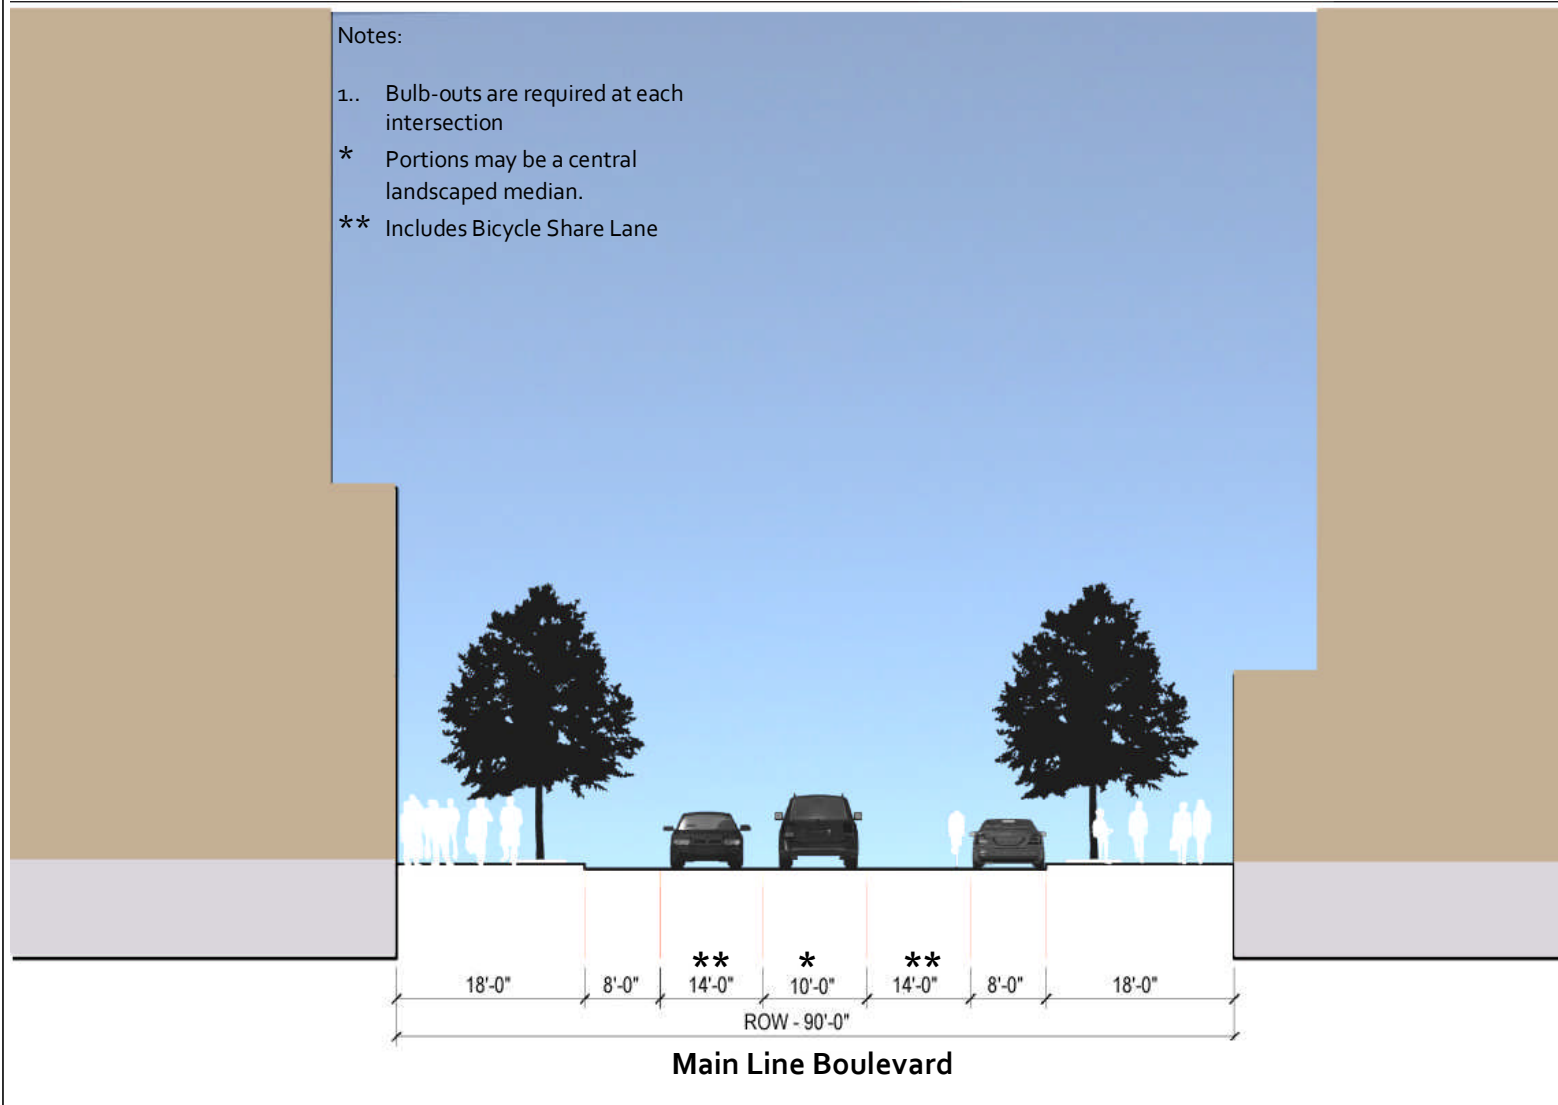 Notes:
1.. Bulb-outs are required at each
intersection
* Portions may be a central
landscaped median.
** Includes Bicycle Share Lane
** * **
18'-0" 8'-0" 14'-0" 10'-0" 14'-0" 8'-0" 18'-0"
ROW - 90'-0"
Main Line Boulevard